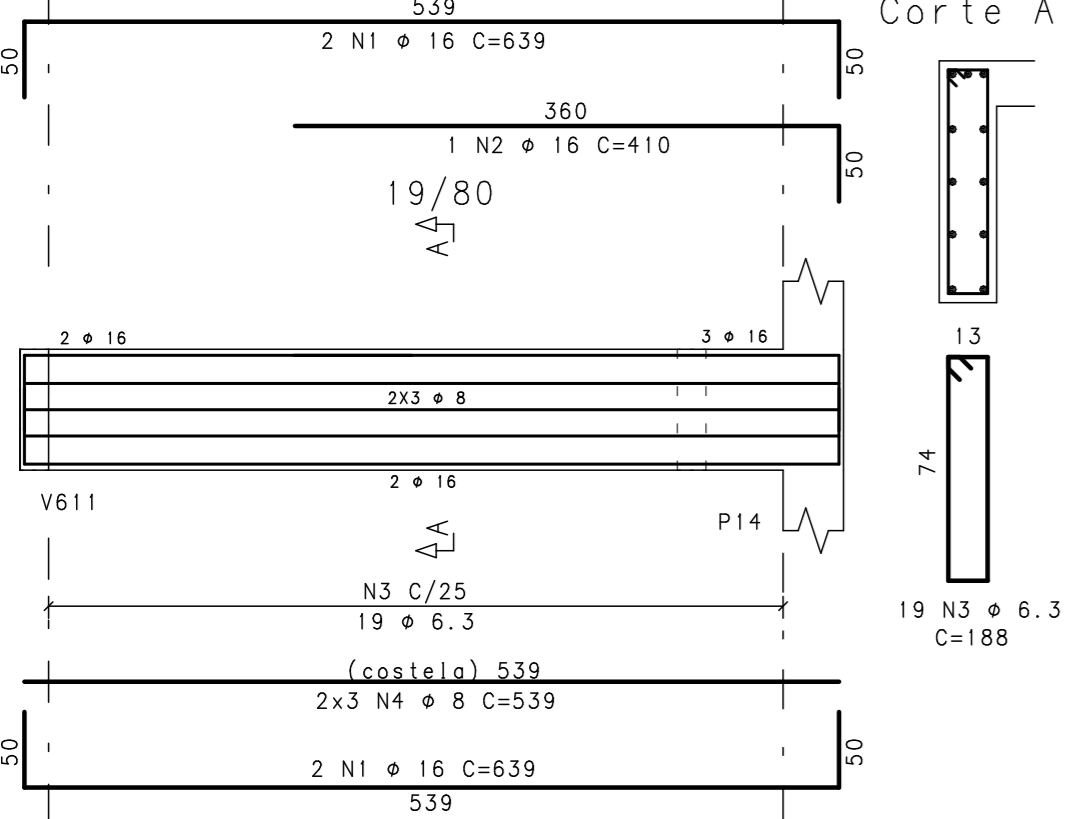 539
Corte A
2 N1 φ 16 C=639
50
50
360
1 N2 φ 16 C=410
50
19/80
A
2 φ 16
3 φ 16
13
2X3 φ 8
74
2 φ 16
V611
P14
A
N3 C/25
19 φ 6.3
19 N3 φ 6.3
C=188
(costela) 539
2x3 N4 φ 8 C=539
50
50
2 N1 φ 16 C=639
539